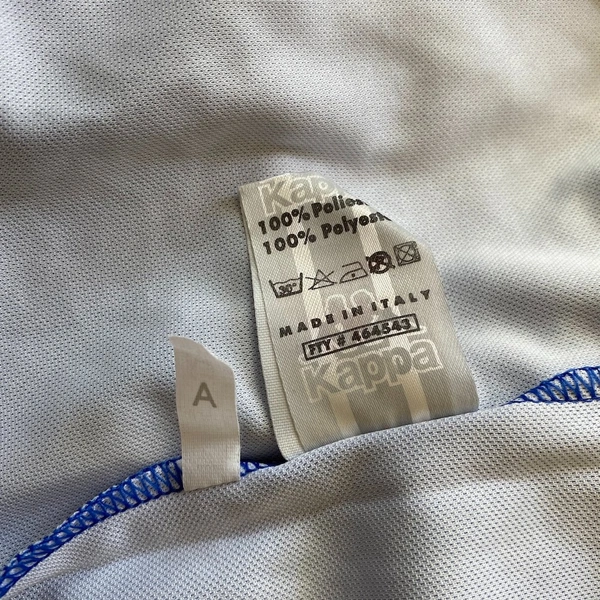 Kappa
100% Polies
100% Polyest
30°
MADE IN ITALY
FTY # 464543
Kappa
A